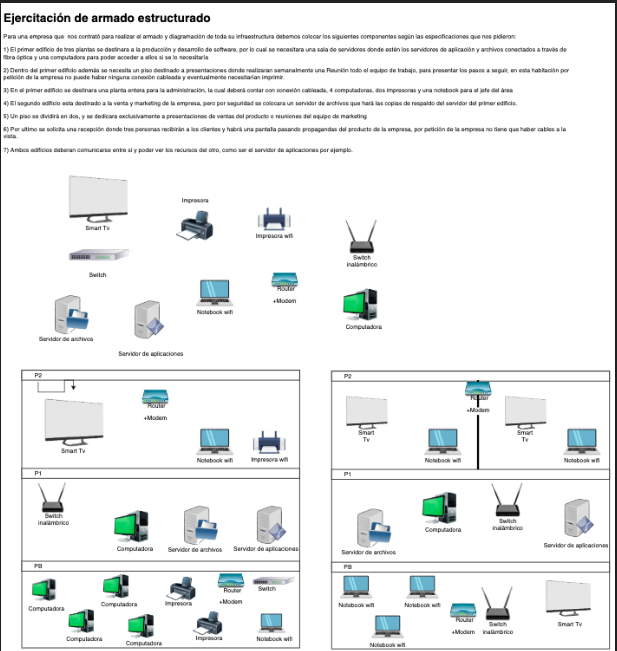 Ejercitación de armado estructurado
Para una empresa que nos contrató para realizar el armado y diagramación de toda su infraestructura debemos colocar los siguientes componentes según las especificaciones que nos pidieron:
1) El primer edificio de tres plantas se destinara a la producción y desarrollo de software, por lo cual se necesitara una sala de servidores donde estén los servidores de aplicación y archivos conectados a través de
fibra óptica y una computadora para poder acceder a ellos si se lo necesitaría
2) Dentro del primer edificio además se necesita un piso destinado a presentaciones donde realizaran semanalmente una Reunión todo el equipo de trabajo, para presentar los pasos a seguir, en esta habitación por
petición de la empresa no puede haber ninguna conexión cableada y eventualmente necesitarían imprimir.
3) En el primer edificio se destinara una planta entera para la administración, la cual deberá contar con conexión cableada, 4 computadoras, dos impresoras y una notebook para el jefe del área
4) El segundo edificio esta destinado a la venta y marketing de la empresa, pero por seguridad se colocara un servidor de archivos que hará las copias de respaldo del servidor del primer edificio.
5) Un piso se dividirá en dos, y se dedicara exclusivamente a presentaciones de ventas del producto o reuniones del equipo de marketing
6) Por ultimo se solicita una recepción donde tres personas recibirán a los clientes y habrá una pantalla pasando propagandas del producto de la empresa, por petición de la empresa no tiene que haber cables a la
vista.
7) Ambos edificios deberan comunicarse entre si y poder ver los recursos del otro, como ser el servidor de aplicaciones por ejemplo.
Smart Tv
Impresora
Impresora wifi
Switch
inalámbrico
Switch
Notebook wifi
Router
+Modem
Computadora
Servidor de archivos
Servidor de aplicaciones
P2
Router
+Modem
Smart Tv
Notebook wifi
Impresora wifi
P1
Switch
inalámbrico
Computadora
Servidor de archivos
Servidor de aplicaciones
PB
Computadora
Computadora
Impresora
Router
+Modem
Switch
Computadora
Computadora
Impresora
Notebook wifi
P2
Router
+Modem
Smart
Tv
Notebook wifi
Smart
Tv
Notebook wifi
P1
Computadora
Switch
inalámbrico
Servidor de archivos
Servidor de aplicaciones
PB
Notebook wifi
Notebook wifi
Notebook wifi
Router
+Modem
Switch
inalámbrico
Smart Tv